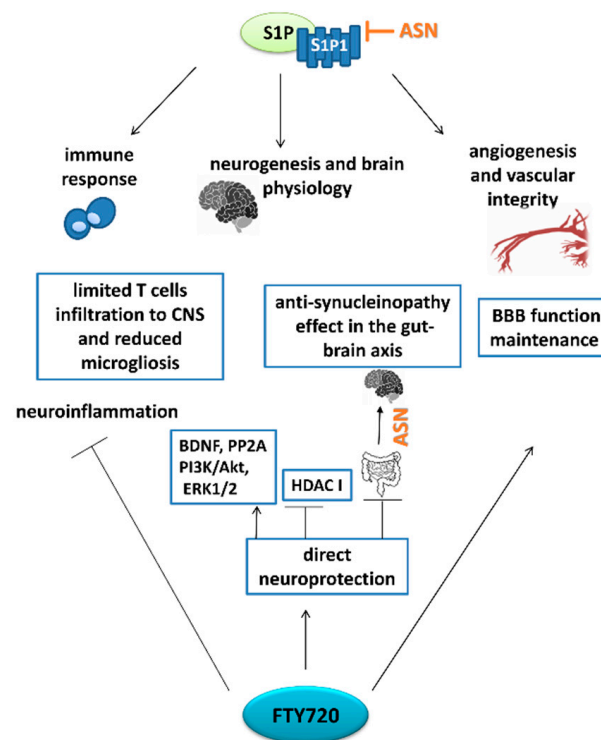 S1P
S1P1
ASN
immune
response
neurogenesis and brain
physiology
angiogenesis
and vascular
integrity
limited T cells
infiltration to CNS
and reduced
microgliosis
anti-synucleinopathy
effect in the gut-
brain axis
BBB function
maintenance
neuroinflammation
BDNF, PP2A
PI3K/Akt,
ERK1/2
HDAC I
ASN
direct
neuroprotection
FTY720